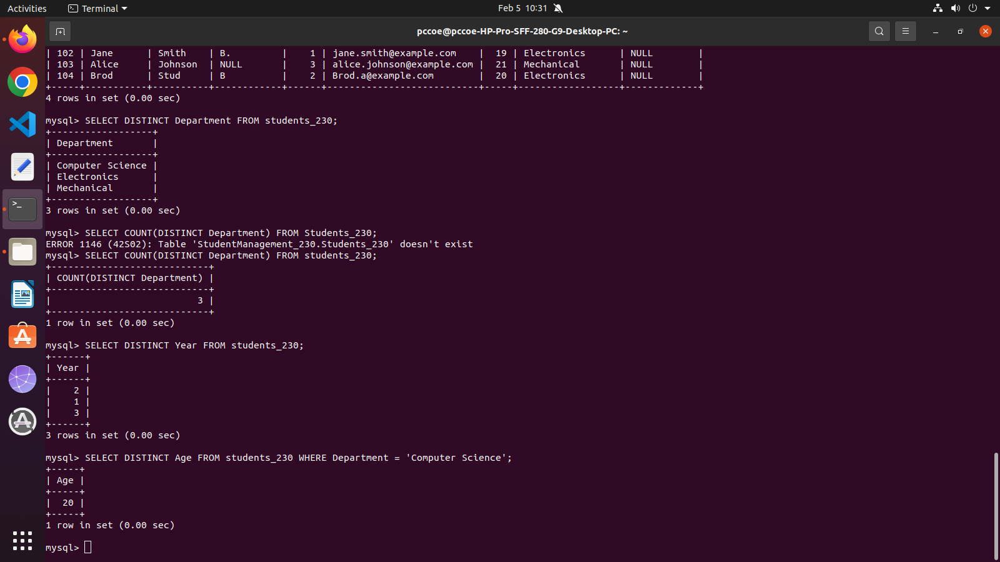 Activities Terminal Feb 5 10:31
pccoe@pccoe-HP-Pro-SFF-280-G9-Desktop-PC: ~
| 102 | Jane      | Smith    | B.         |    1 | jane.smith@example.com    |  19 | Electronics      | NULL        |
| 103 | Alice     | Johnson  | NULL       |    3 | alice.johnson@example.com |  21 | Mechanical       | NULL        |
| 104 | Brod      | Stud     | B          |    2 | Brod.a@example.com        |  20 | Electronics      | NULL        |
+-----+-----------+----------+------------+------+---------------------------+-----+------------------+-------------+
4 rows in set (0.00 sec)
mysql> SELECT DISTINCT Department FROM students_230;
+------------------+
| Department       |
+------------------+
| Computer Science |
| Electronics      |
| Mechanical       |
+------------------+
3 rows in set (0.00 sec)
mysql> SELECT COUNT(DISTINCT Department) FROM Students_230;
ERROR 1146 (42S02): Table 'StudentManagement_230.Students_230' doesn't exist
mysql> SELECT COUNT(DISTINCT Department) FROM students_230;
+----------------------------+
| COUNT(DISTINCT Department) |
+----------------------------+
|                          3 |
+----------------------------+
1 row in set (0.00 sec)
mysql> SELECT DISTINCT Year FROM students_230;
+------+
| Year |
+------+
|    2 |
|    1 |
|    3 |
+------+
3 rows in set (0.00 sec)
mysql> SELECT DISTINCT Age FROM students_230 WHERE Department = 'Computer Science';
+-----+
| Age |
+-----+
|  20 |
+-----+
1 row in set (0.00 sec)
mysql>